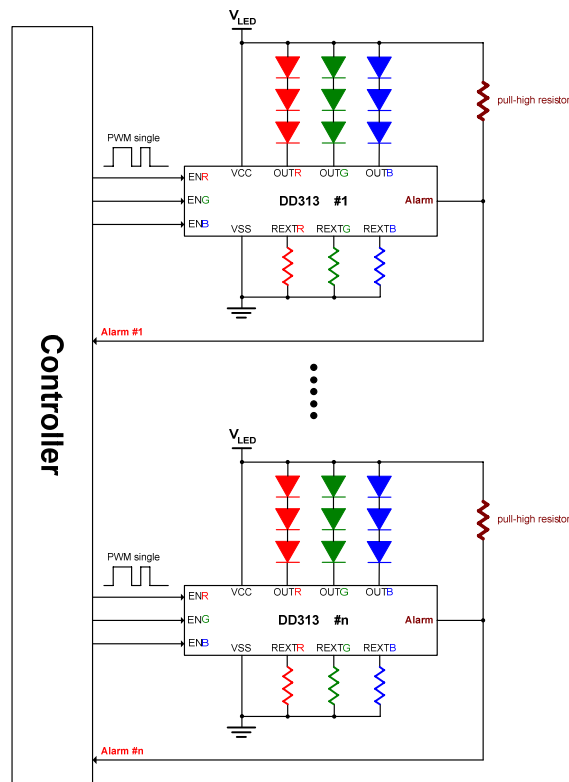 VLED
pull-high resistor
PWM single
VCC OUTR OUTG OUTB
ENR
ENG
ENB
DD313 #1
Alarm
VSS REXTR REXTG REXTB
Alarm #1
Controller
VLED
pull-high resistor
PWM single
VCC OUTR OUTG OUTB
ENR
ENG
ENB
DD313 #n
Alarm
VSS REXTR REXTG REXTB
Alarm #n